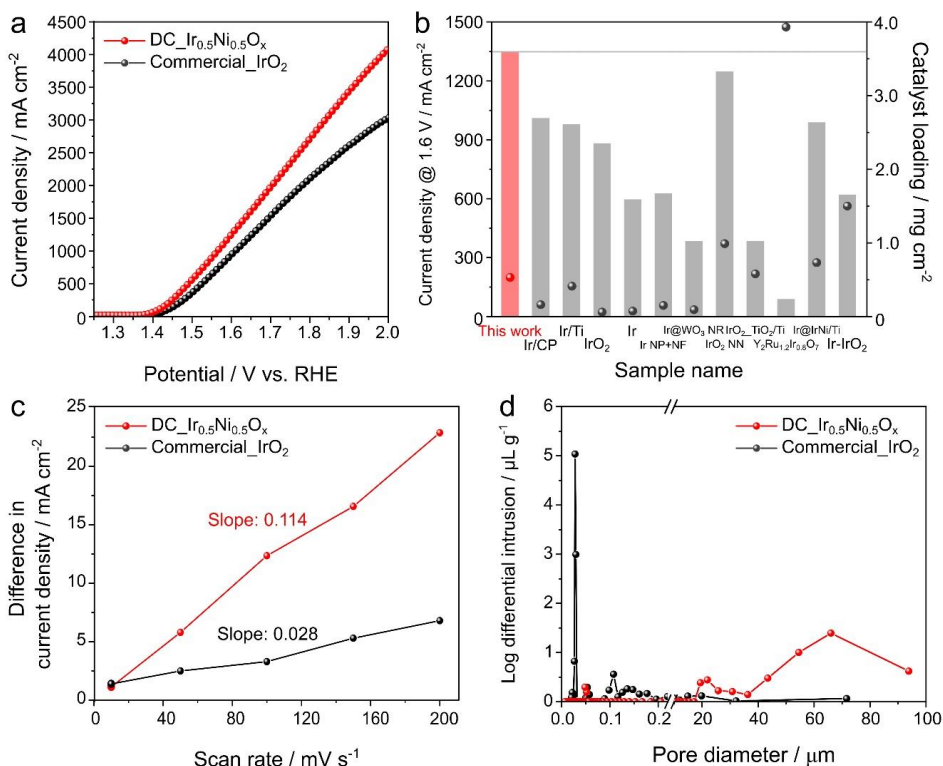 a
DC_Ir₀.₅Ni₀.₅Oₓ
Commercial_IrO₂
4500
4000
3500
3000
2500
2000
1500
1000
500
0
Current density / mA cm⁻²
1.3 1.4 1.5 1.6 1.7 1.8 1.9 2.0
Potential / V vs. RHE
b
1500
1200
900
600
300
0
Current density @ 1.6 V / mA cm⁻²
4.0
3.0
2.0
1.0
0
Catalyst loading / mg cm⁻²
This work Ir/Ti Ir Ir@WO₃ NR IrO₂_TiO₂/Ti Ir@IrNi/Ti
Ir/CP IrO₂ Ir NP+NF IrO₂ NN Y₂Ru₁.₂Ir₀.₈O₇ Ir-IrO₂
Sample name
c
DC_Ir₀.₅Ni₀.₅Oₓ
Commercial_IrO₂
25
20
15
10
5
0
Difference in
current density / mA cm⁻²
Slope: 0.114
Slope: 0.028
0 40 80 120 160 200
Scan rate / mV s⁻¹
d
DC_Ir₀.₅Ni₀.₅Oₓ
Commercial_IrO₂
6
5
4
3
2
1
0
Log differential intrusion / µL g⁻¹
0.0 0.1 0.2 20 40 60 80 100
Pore diameter / µm